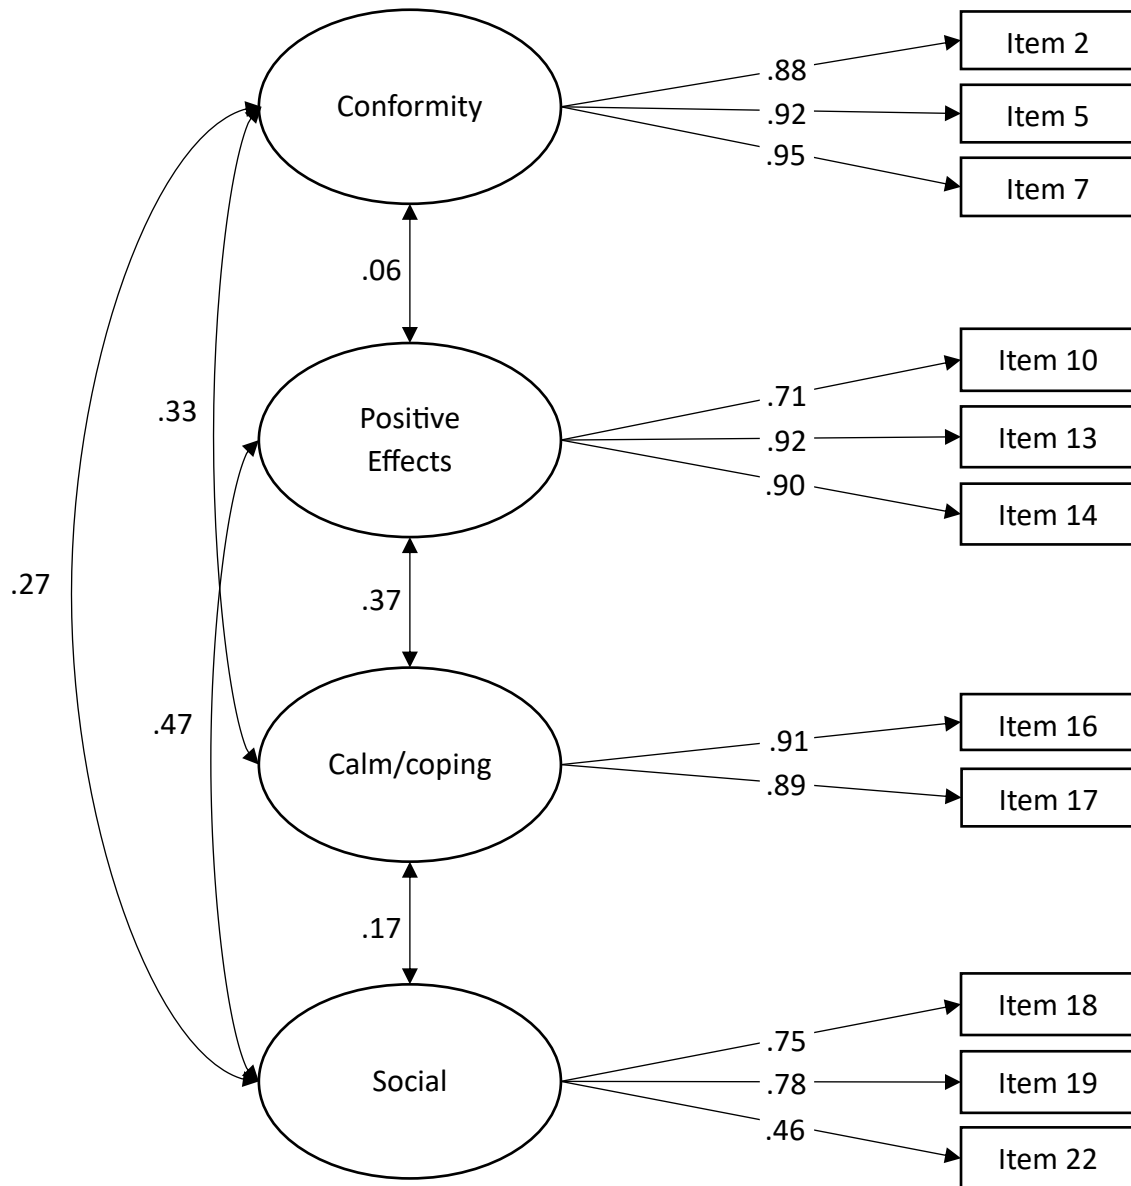 Conformity
.88
.92
.95
Item 2
Item 5
Item 7
.06
.33
.27
Positive
Effects
.71
.92
.90
Item 10
Item 13
Item 14
.37
.47
Calm/coping
.91
.89
Item 16
Item 17
.17
Social
.75
.78
.46
Item 18
Item 19
Item 22